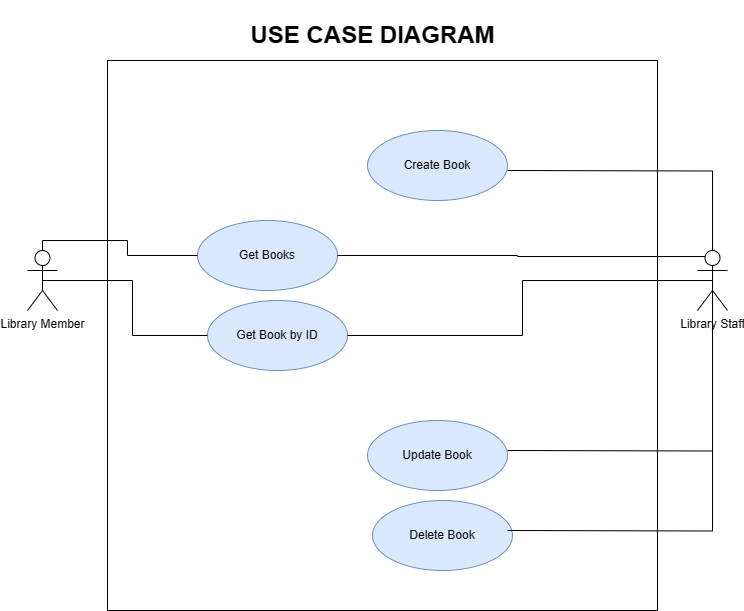 USE CASE DIAGRAM
Create Book
Get Books
Get Book by ID
Library Member
Library Staff
Update Book
Delete Book